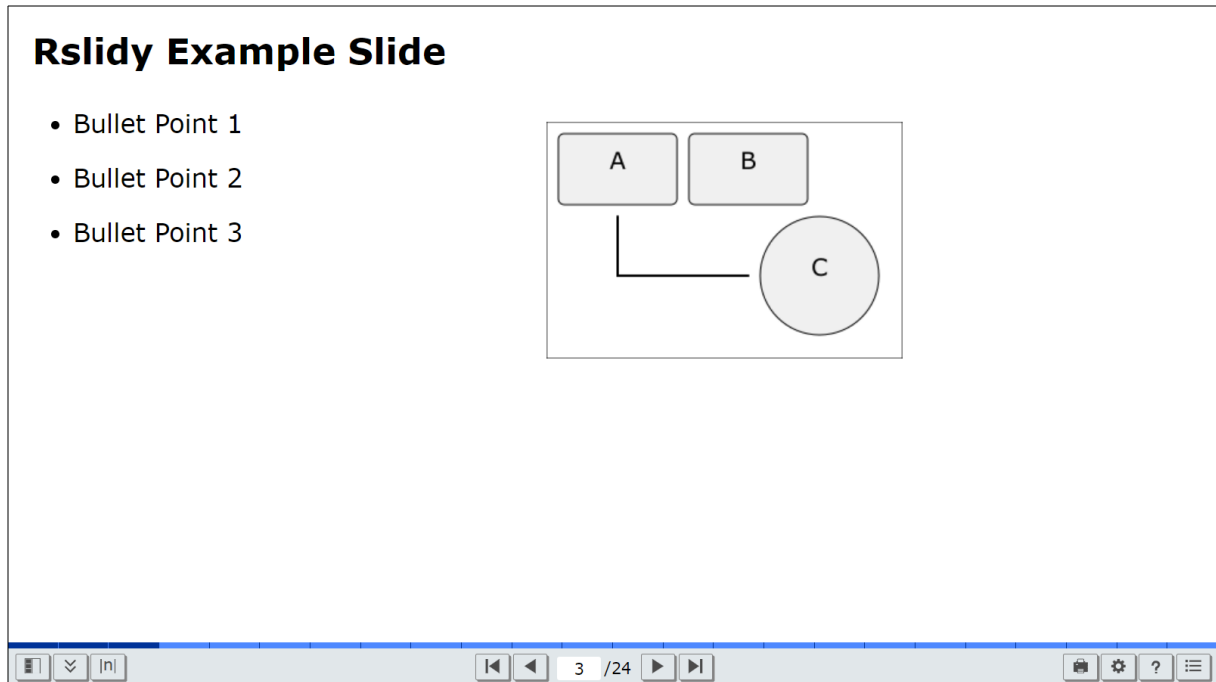 Rslidy Example Slide
• Bullet Point 1
• Bullet Point 2
• Bullet Point 3
A B
C
|n| 3 /24 ?